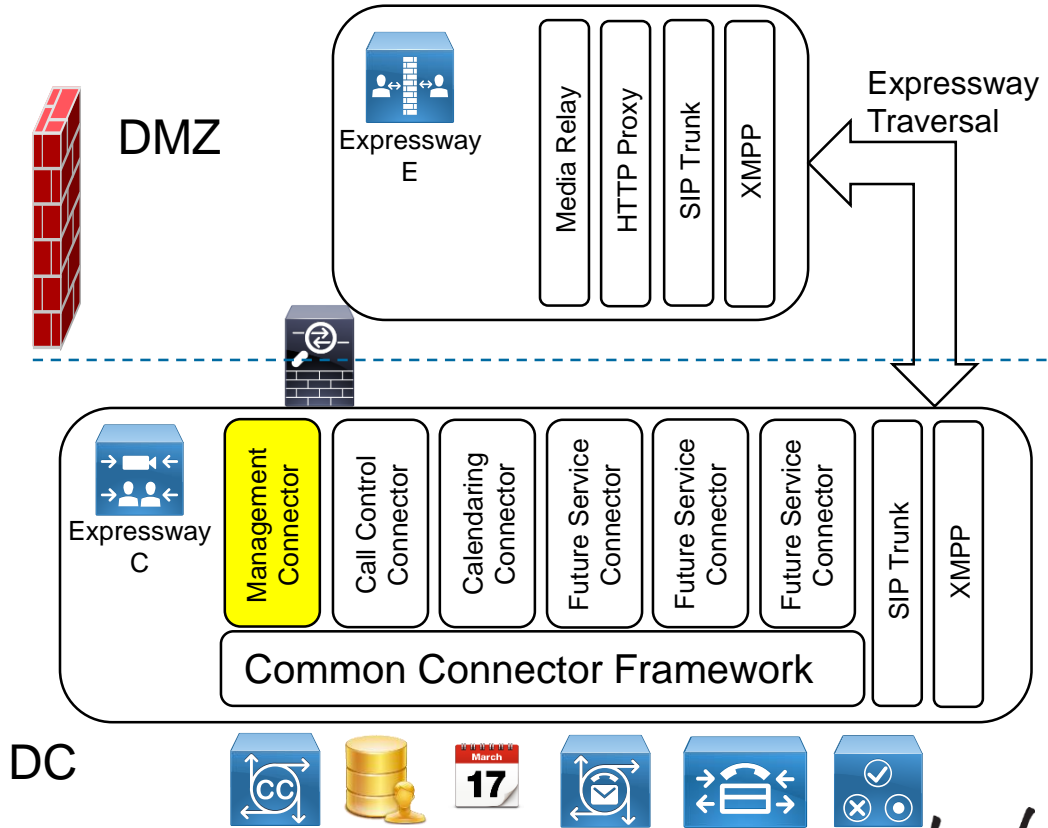 DMZ
Expressway
E
Media Relay
HTTP Proxy
SIP Trunk
XMPP
Expressway
Traversal
Expressway
C
Management
Connector
Call Control
Connector
Calendaring
Connector
Future Service
Connector
Future Service
Connector
Future Service
Connector
SIP Trunk
XMPP
Common Connector Framework
DC
CC
March
17